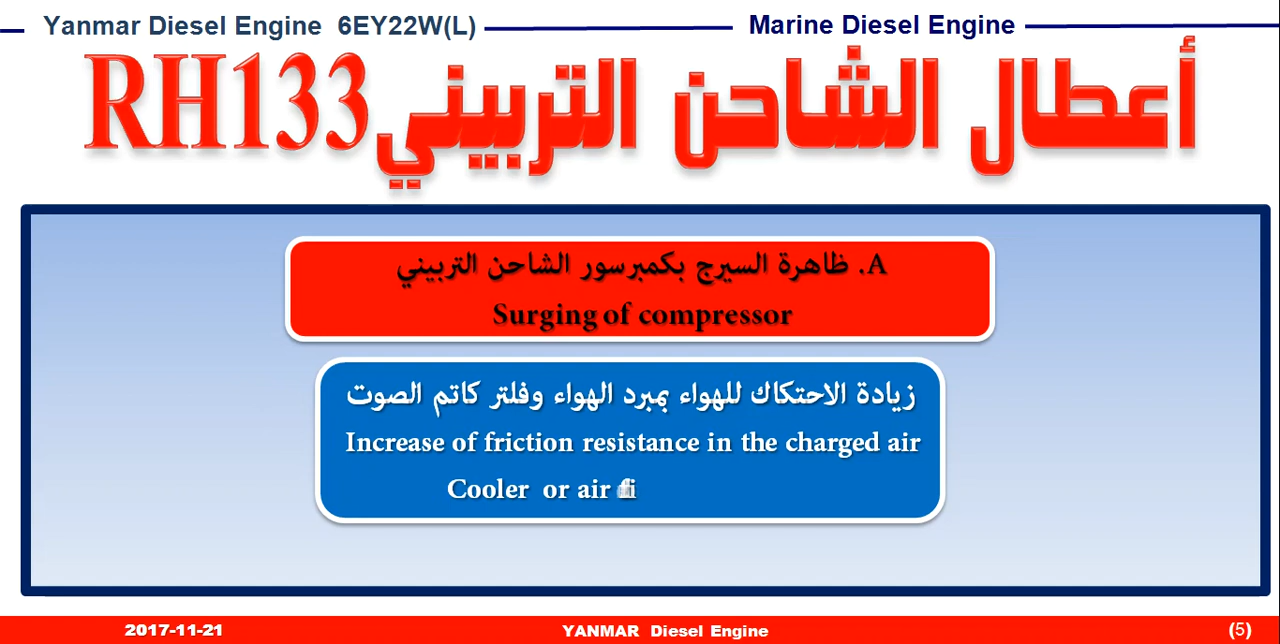 Yanmar Diesel Engine 6EY22W(L)
Marine Diesel Engine
أعطال الشاحن التربيني RH133
A. ظاهرة السيرج بكمبرسور الشاحن التربيني
Surging of compressor
زيادة الاحتكاك للهواء بمبرد الهواء وفلتر كاتم الصوت
Increase of friction resistance in the charged air
Cooler or air
2017-11-21
YANMAR Diesel Engine
(5)